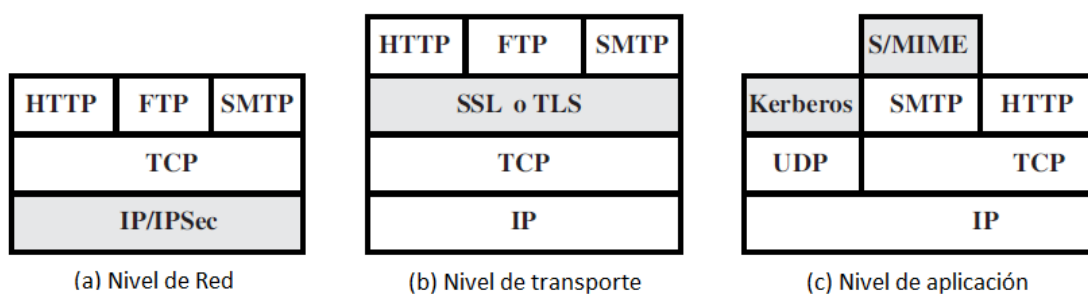 HTTP FTP SMTP
TCP
IP/IPSec
(a) Nivel de Red
HTTP FTP SMTP
SSL o TLS
TCP
IP
(b) Nivel de transporte
S/MIME
Kerberos SMTP HTTP
UDP TCP
IP
(c) Nivel de aplicación